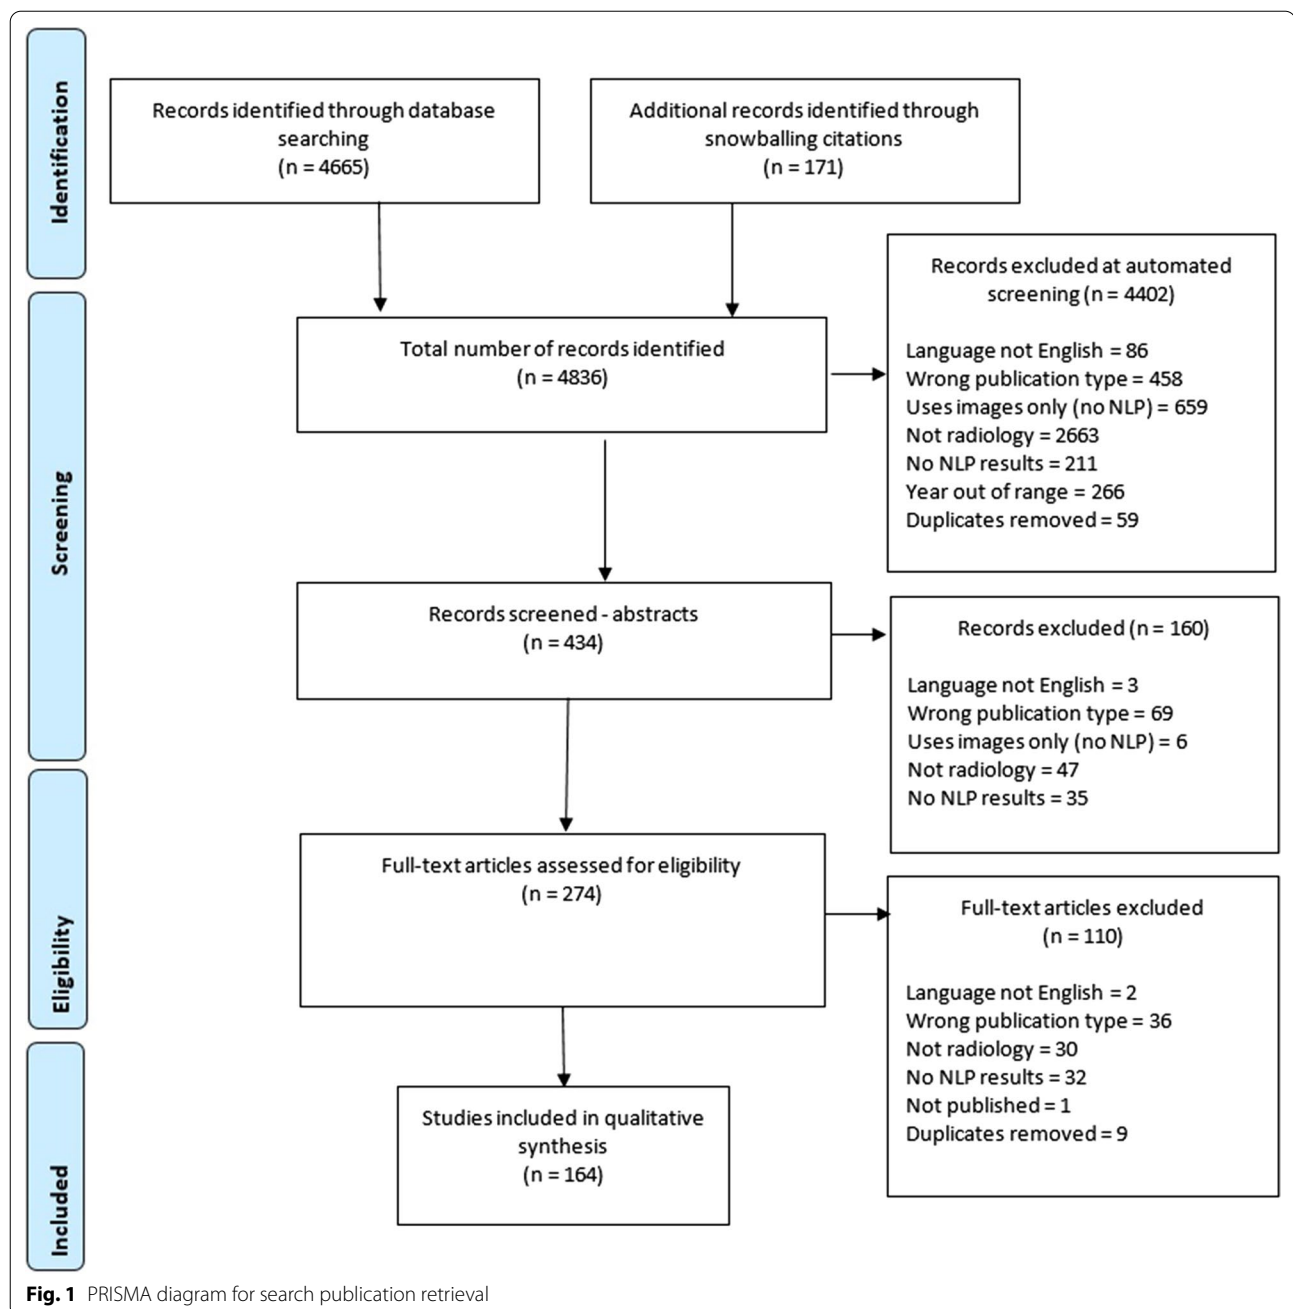 Identification
Records identified through database
searching
(n = 4665)
Additional records identified through
snowballing citations
(n = 171)
Records excluded at automated
screening (n = 4402)
Language not English = 86
Wrong publication type = 458
Uses images only (no NLP) = 659
Not radiology = 2663
No NLP results = 211
Year out of range = 266
Duplicates removed = 59
Screening
Total number of records identified
(n = 4836)
Records screened - abstracts
(n = 434)
Records excluded (n = 160)
Language not English = 3
Wrong publication type = 69
Uses images only (no NLP) = 6
Not radiology = 47
No NLP results = 35
Eligibility
Full-text articles assessed for eligibility
(n = 274)
Full-text articles excluded
(n = 110)
Language not English = 2
Wrong publication type = 36
Not radiology = 30
No NLP results = 32
Not published = 1
Duplicates removed = 9
Included
Studies included in qualitative
synthesis
(n = 164)
Fig. 1 PRISMA diagram for search publication retrieval